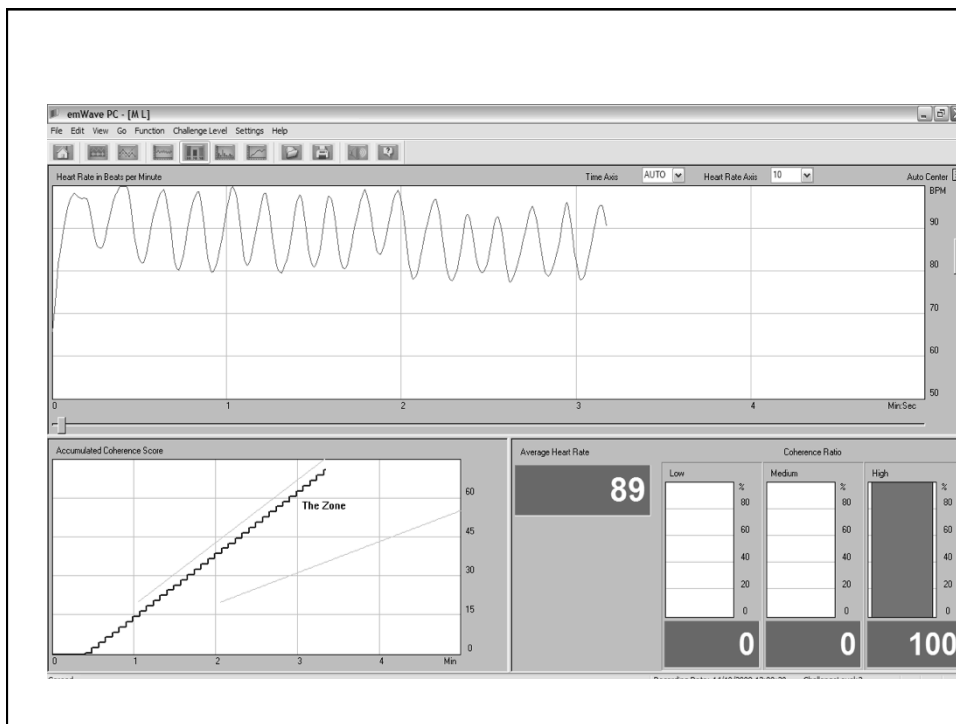 emWave PC - [M L]
File Edit View Go Function Challenge Level Settings Help
Heart Rate in Beats per Minute Time Axis AUTO Heart Rate Axis 10 Auto Center
BPM
90
80
70
60
50
0 1 2 3 4 Min:Sec
Accumulated Coherence Score
The Zone
60
45
30
15
0
0 1 2 3 4 Min
Average Heart Rate
89
Coherence Ratio
Low Medium High
% % %
80 80 80
60 60 60
40 40 40
20 20 20
0 0 0
0 0 100